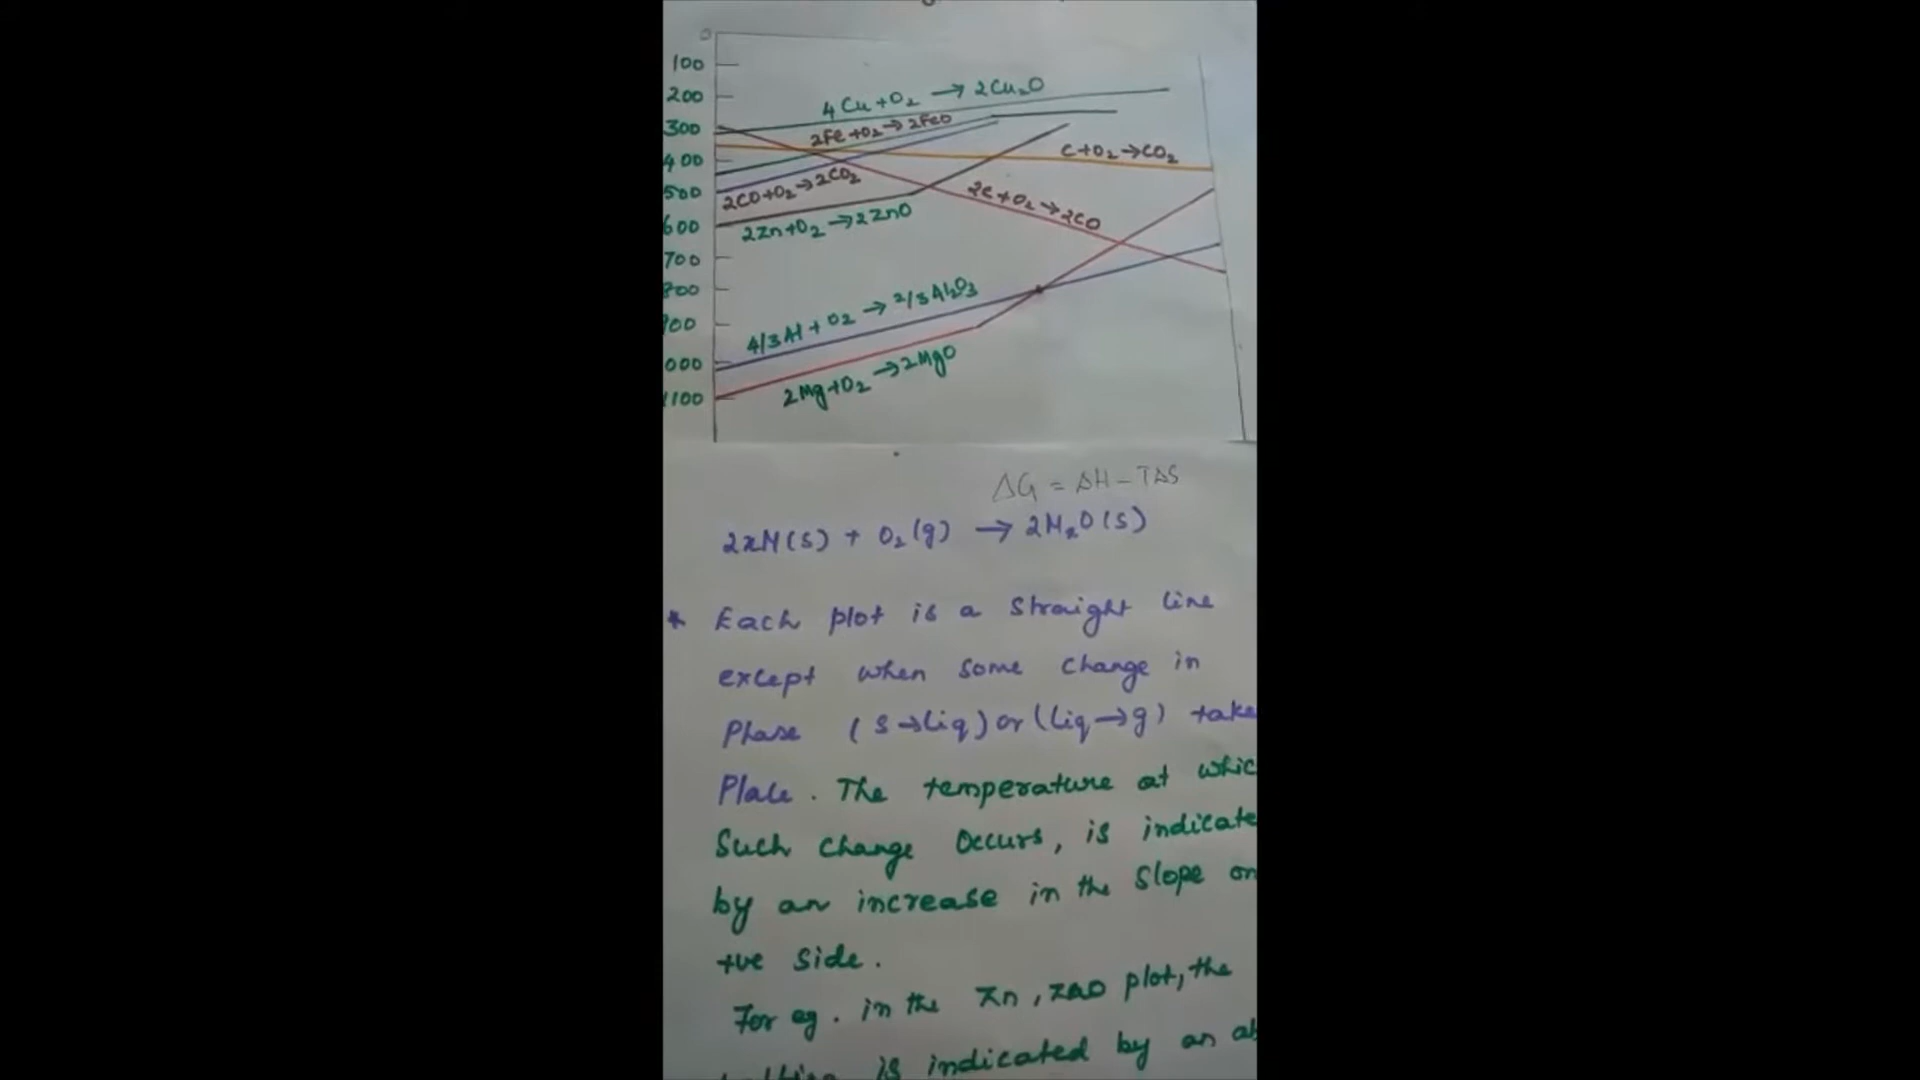 0
100
200
300
400
500
600
700
800
900
000
1100
4Cu+O₂ → 2Cu₂O
2Fe+O₂→2FeO
C+O₂→CO₂
2CO+O₂→2CO₂
2C+O₂→2CO
2Zn+O₂→2ZnO
4/3Al+O₂→2/3Al₂O₃
2Mg+O₂→2MgO
ΔG = ΔH-TΔS
2xM(s) + O₂(g) → 2MₓO(s)
* Each plot is a straight line
except when some change in
Phase (s→liq) or (liq→g) take
Place. The temperature at whic
Such change occurs, is indicate
by an increase in the slope on
+ve side.
For eg. in the Zn, ZnO plot, the
is indicated by an